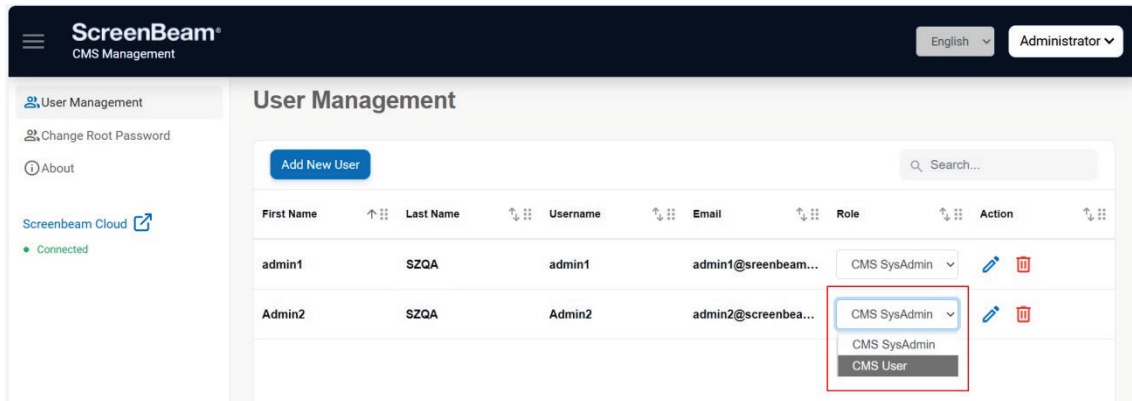 ScreenBeam®
CMS Management
English
Administrator
User Management
Change Root Password
About
Screenbeam Cloud
Connected
User Management
Add New User
Search...
First Name Last Name Username Email Role Action
admin1 SZQA admin1 admin1@sreenbeam... CMS SysAdmin
Admin2 SZQA Admin2 admin2@screenbea... CMS SysAdmin
CMS SysAdmin
CMS User